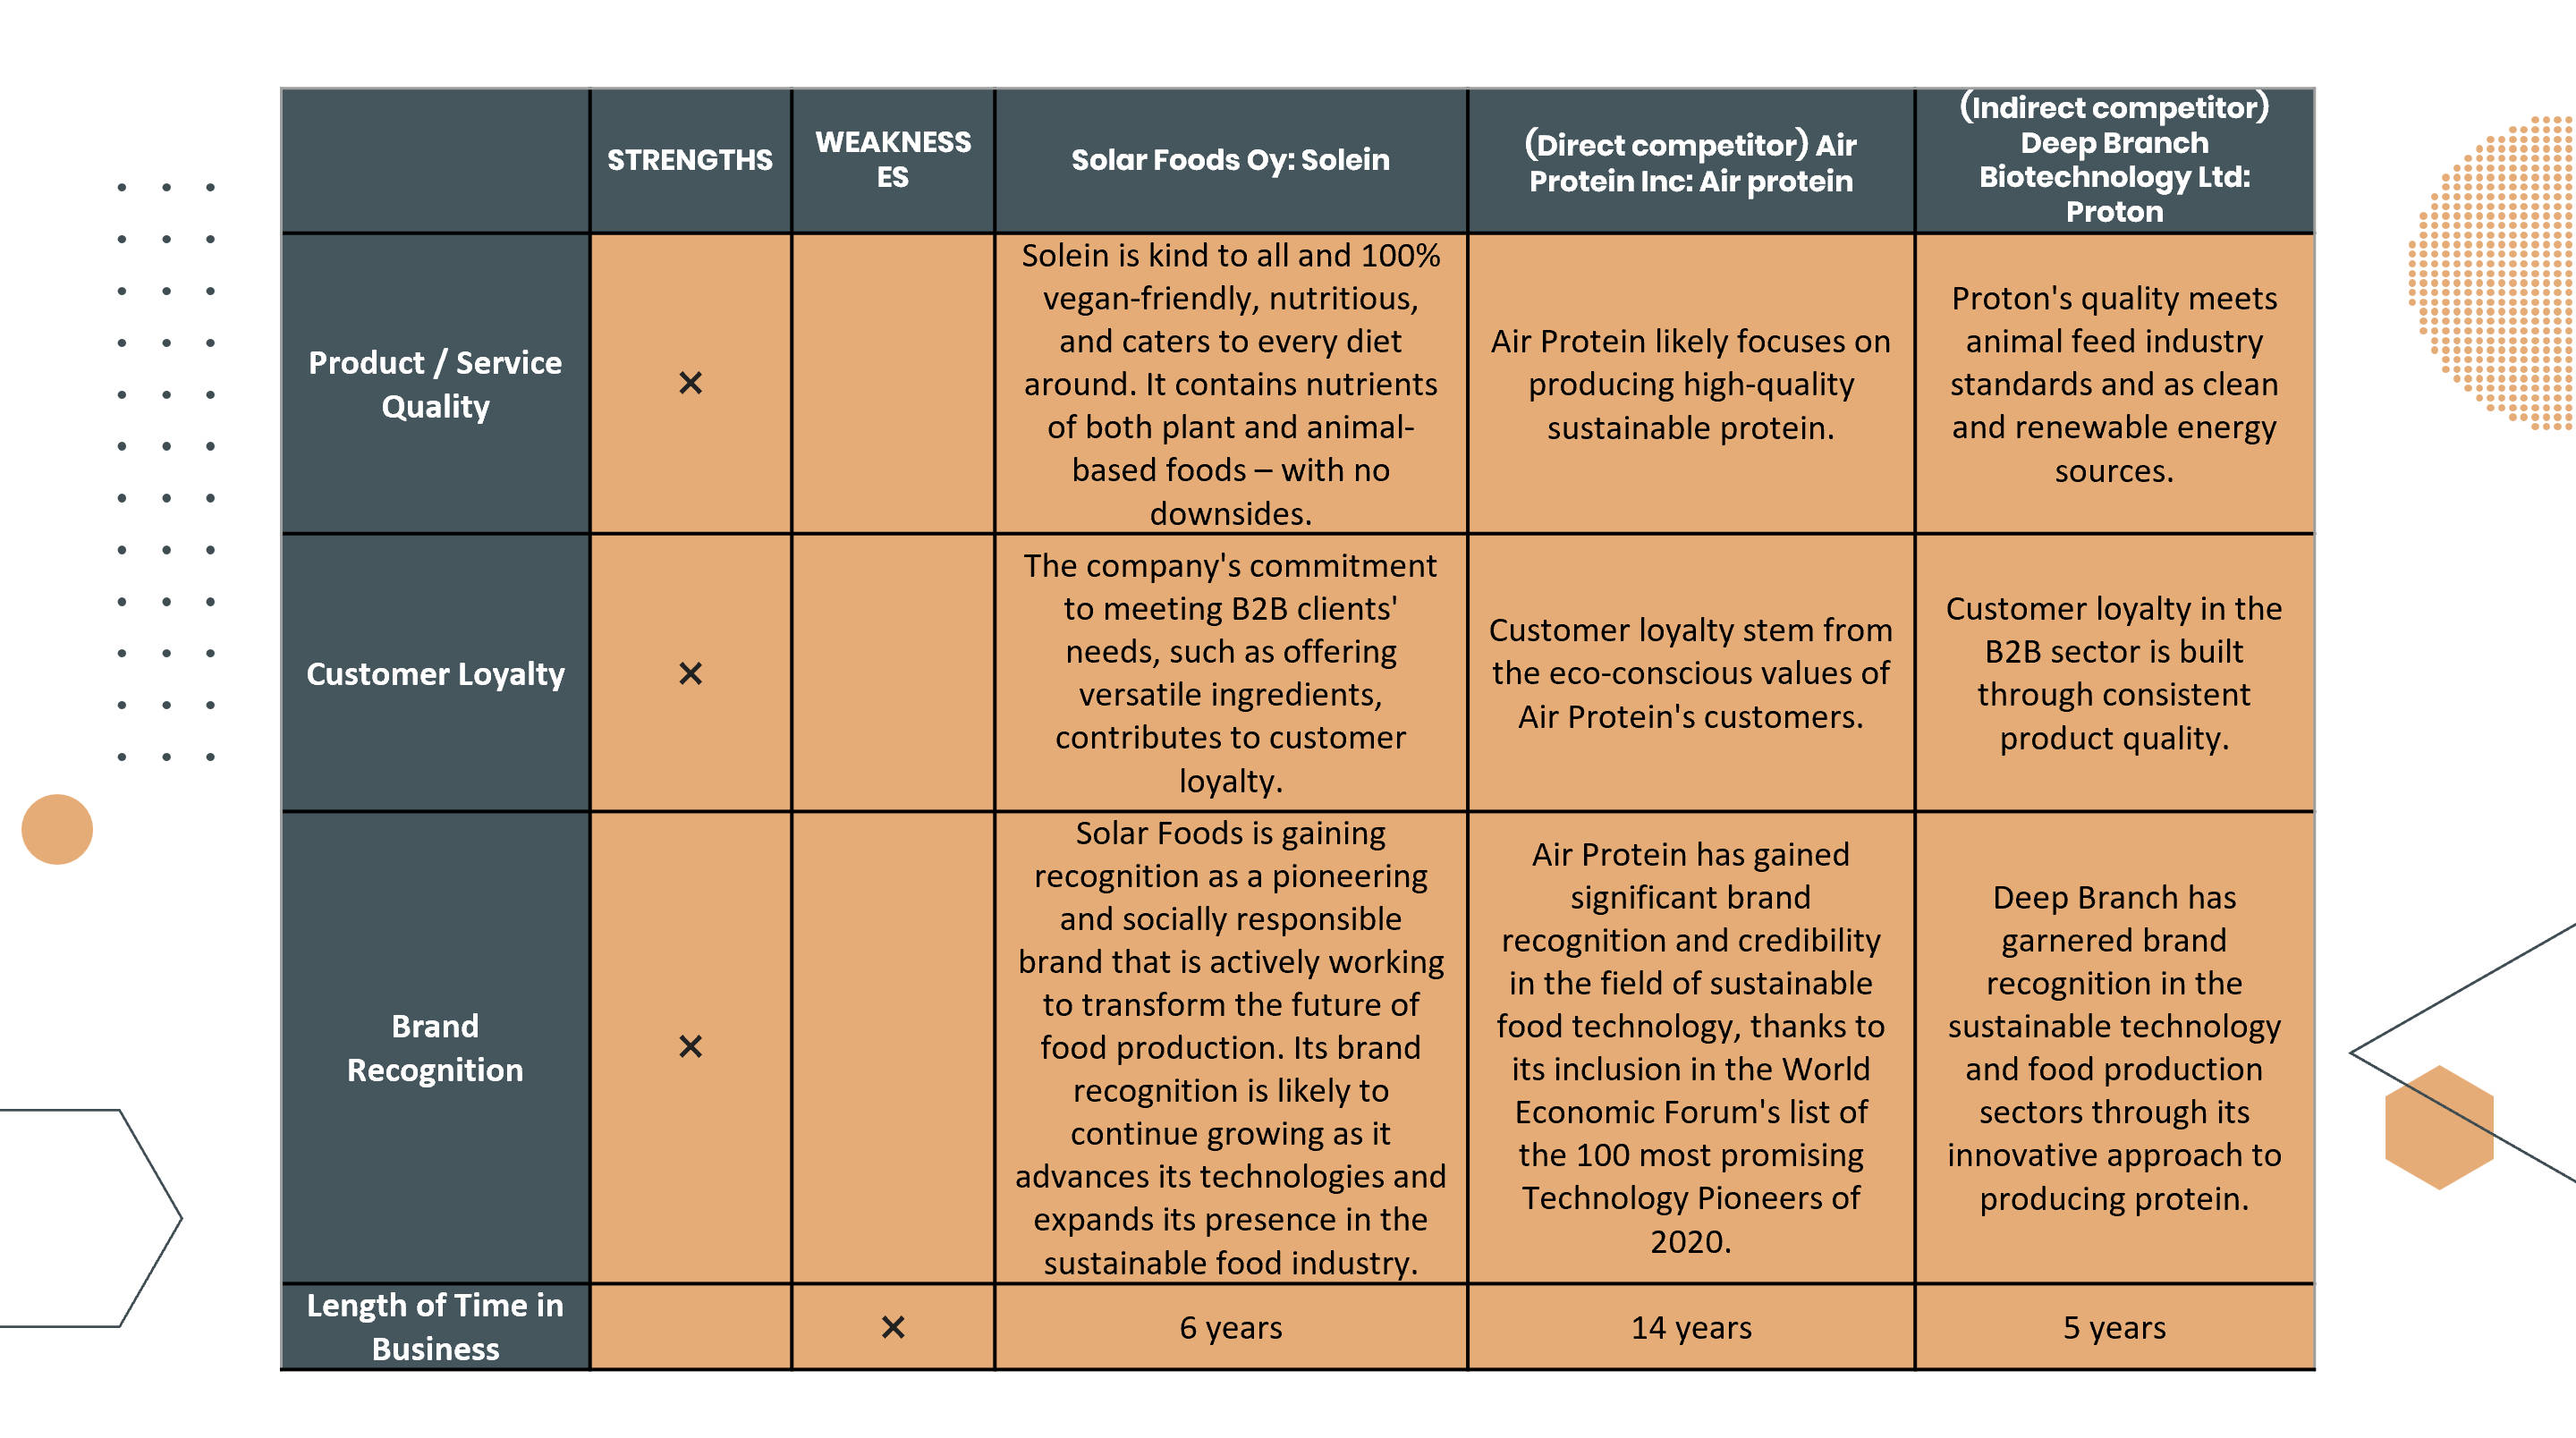 STRENGTHS
WEAKNESS
ES
Solar Foods Oy: Solein
(Direct competitor) Air
Protein Inc: Air protein
(Indirect competitor)
Deep Branch
Biotechnology Ltd:
Proton
Product / Service
Quality
×
Solein is kind to all and 100%
vegan-friendly, nutritious,
and caters to every diet
around. It contains nutrients
of both plant and animal-
based foods – with no
downsides.
Air Protein likely focuses on
producing high-quality
sustainable protein.
Proton's quality meets
animal feed industry
standards and as clean
and renewable energy
sources.
Customer Loyalty
×
The company's commitment
to meeting B2B clients'
needs, such as offering
versatile ingredients,
contributes to customer
loyalty.
Customer loyalty stem from
the eco-conscious values of
Air Protein's customers.
Customer loyalty in the
B2B sector is built
through consistent
product quality.
Brand
Recognition
×
Solar Foods is gaining
recognition as a pioneering
and socially responsible
brand that is actively working
to transform the future of
food production. Its brand
recognition is likely to
continue growing as it
advances its technologies and
expands its presence in the
sustainable food industry.
Air Protein has gained
significant brand
recognition and credibility
in the field of sustainable
food technology, thanks to
its inclusion in the World
Economic Forum's list of
the 100 most promising
Technology Pioneers of
2020.
Deep Branch has
garnered brand
recognition in the
sustainable technology
and food production
sectors through its
innovative approach to
producing protein.
Length of Time in
Business
×
6 years
14 years
5 years